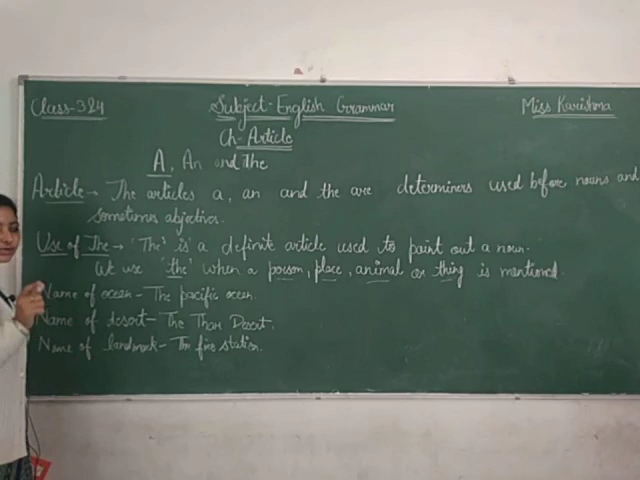 Class-3&4 Subject-English Grammar Miss Karishma
Ch-Article
A, An and the
Article → The articles a, an and the are determiners used before nouns and
sometimes abjective.
Use of The → 'The' is a definite article used to point out a noun.
We use 'the' when a person, place, animal or thing is mentioned.
Name of ocean - The pacific ocean.
Name of desert - The Thar Desert.
Name of landmark - The fire station.